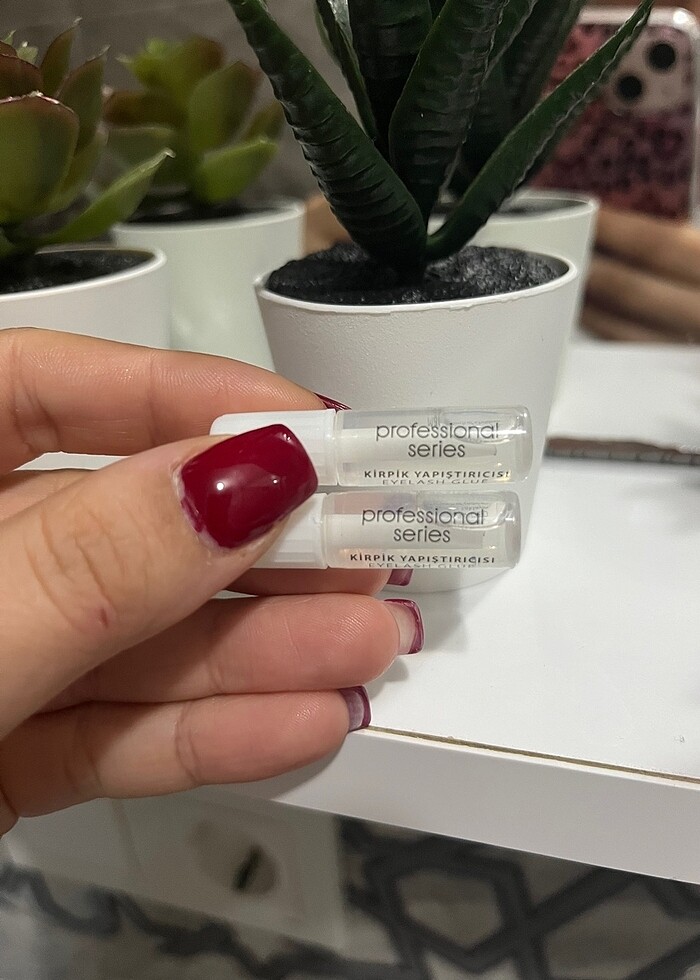 professional
series
KİRPİK YAPIŞTIRICISI
EYELASH GLUE
professional
series
KİRPİK YAPIŞTIRICISI
EYELASH GLUE